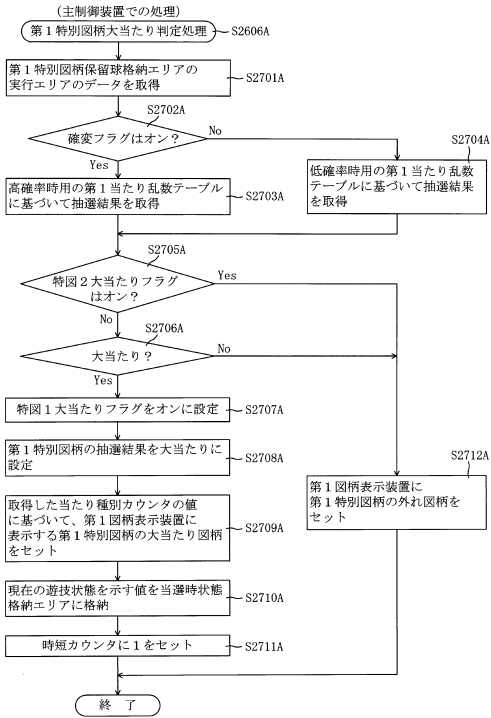 (主制御装置での処理)
第1特別図柄大当たり判定処理
S2606A
第1特別図柄保留球格納エリアの
実行エリアのデータを取得
S2701A
S2702A
確変フラグはオン?
No
Yes
S2704A
高確率時用の第1当たり乱数テーブル
に基づいて抽選結果を取得
S2703A
低確率時用の第1当たり乱数
テーブルに基づいて抽選結果
を取得
S2705A
特図2大当たりフラグ
はオン?
Yes
No
S2706A
大当たり?
No
Yes
特図1大当たりフラグをオンに設定
S2707A
第1特別図柄の抽選結果を大当たりに
設定
S2708A
S2712A
第1図柄表示装置に
第1特別図柄の外れ図柄を
セット
取得した当たり種別カウンタの値
に基づいて、第1図柄表示装置に
表示する第1特別図柄の大当たり図柄
をセット
S2709A
現在の遊技状態を示す値を当選時状態
格納エリアに格納
S2710A
時短カウンタに1をセット
S2711A
終 了